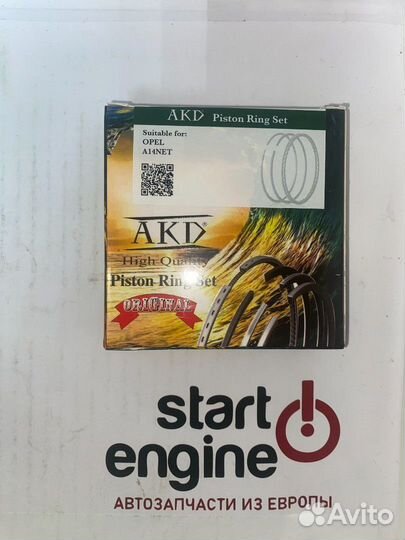 AKD Piston Ring Set
Suitable for:
OPEL
A14NET
AKD®
High Quality
Piston Ring Set
ORIGINAL
start
engine
АВТОЗАПЧАСТИ ИЗ ЕВРОПЫ
Avito